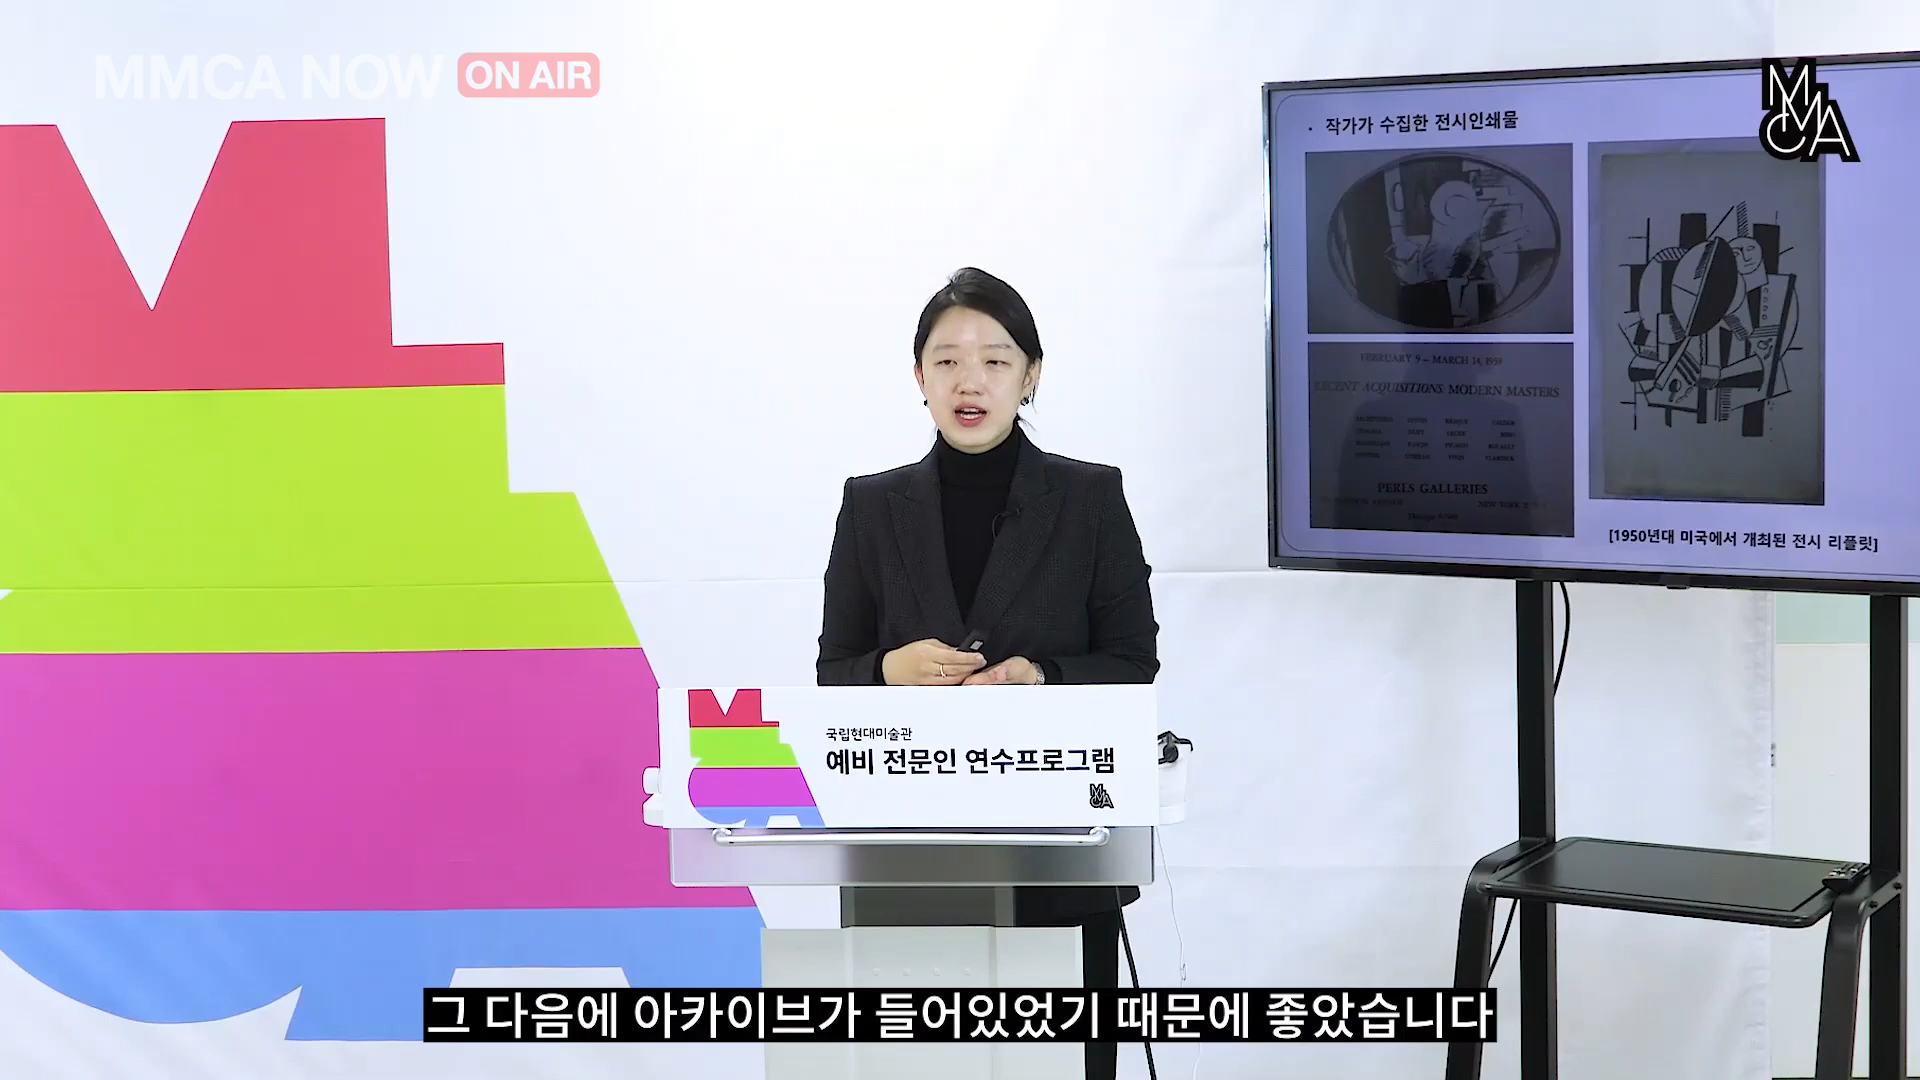 MMCA NOW ON AIR
MMCA
· 작가가 수집한 전시인쇄물
FEBRUARY 9 – MARCH 14, 1959
RECENT ACQUISITIONS MODERN MASTERS
PERLS GALLERIES
NEW YORK
[1950년대 미국에서 개최된 전시 리플릿]
국립현대미술관
예비 전문인 연수프로그램
MMCA
그 다음에 아카이브가 들어있었기 때문에 좋았습니다